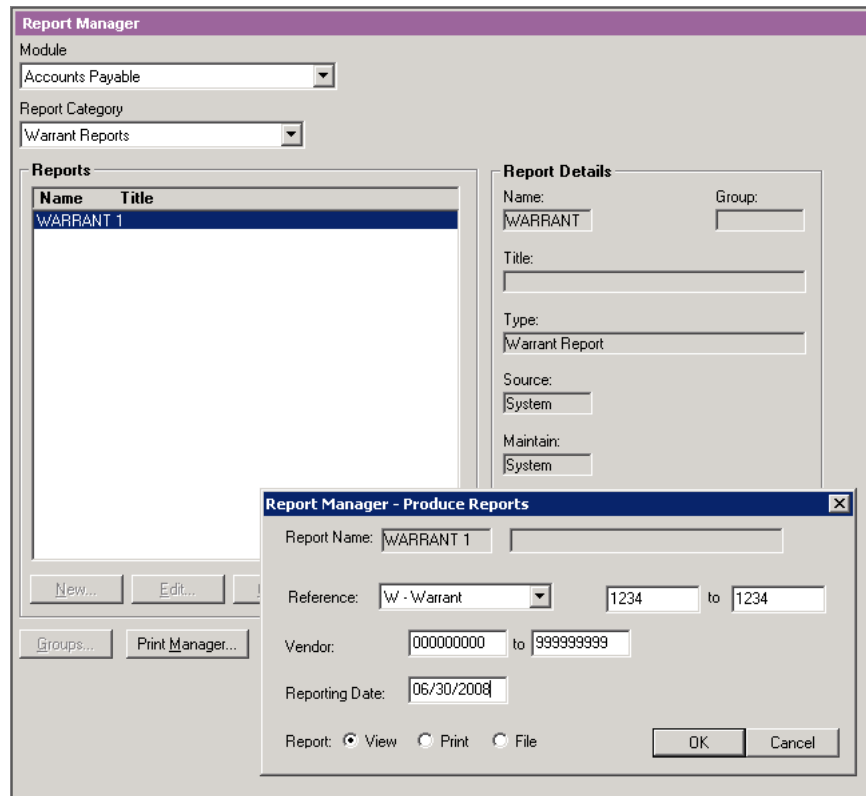 Report Manager
Module
Accounts Payable
Report Category
Warrant Reports
Reports
Name Title
WARRANT 1
New... Edit...
Groups... Print Manager...
Report Details
Name: Group:
WARRANT
Title:
Type:
Warrant Report
Source:
System
Maintain:
System
Report Manager - Produce Reports
Report Name: WARRANT 1
Reference: W - Warrant 1234 to 1234
Vendor: 000000000 to 999999999
Reporting Date: 06/30/2008
Report: View Print File OK Cancel